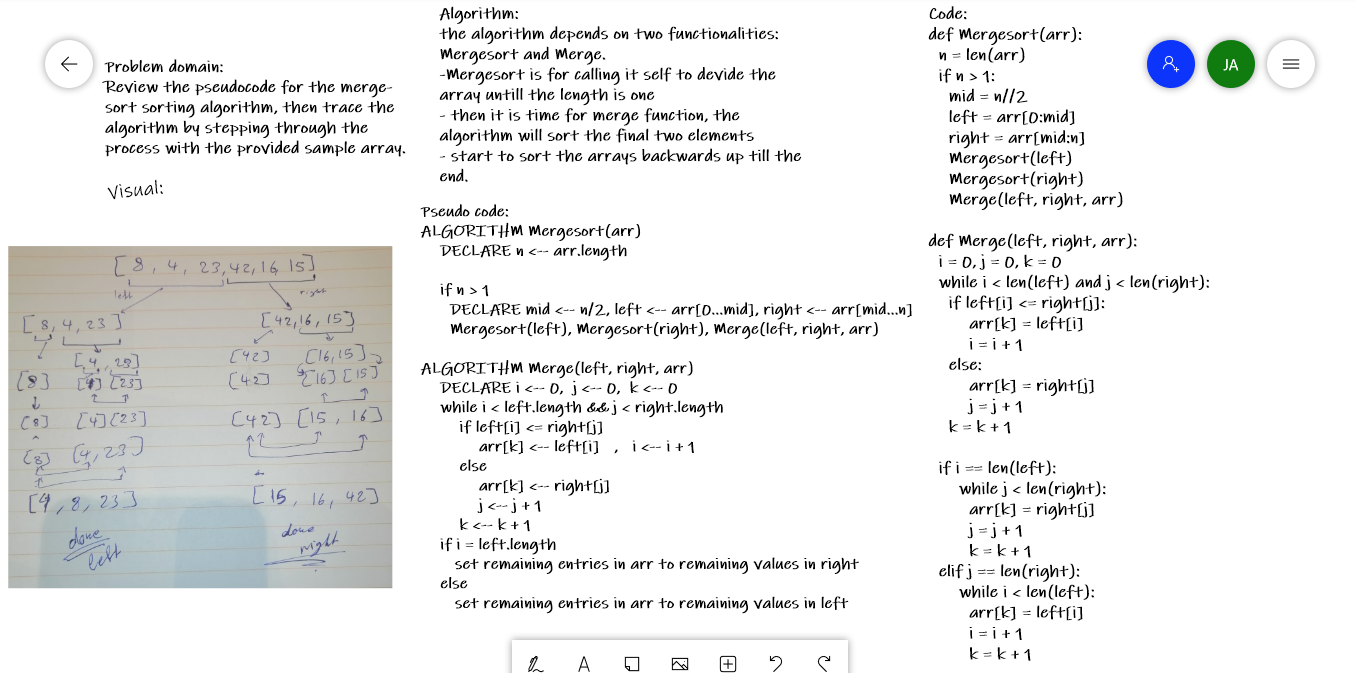 Problem domain:
Review the pseudocode for the merge-
sort sorting algorithm, then trace the
algorithm by stepping through the
process with the provided sample array.
Visual:
[8, 4, 23, 42, 16, 15]
left right
[8, 4, 23] [42, 16, 15]
[4, 23] [42] [16, 15]
[8] [4] [23] [42] [16] [15]
[8] [4] [23] [42] [15, 16]
[8] [4, 23]
[4, 8, 23] [15, 16, 42]
done left
done right
Algorithm:
the algorithm depends on two functionalities:
Mergesort and Merge.
-Mergesort is for calling it self to devide the
array untill the length is one
- then it is time for merge function, the
algorithm will sort the final two elements
- start to sort the arrays backwards up till the
end.
Pseudo code:
ALGORITHM Mergesort(arr)
DECLARE n <-- arr.length
if n > 1
DECLARE mid <-- n/2, left <-- arr[0...mid], right <-- arr[mid...n]
Mergesort(left), Mergesort(right), Merge(left, right, arr)
ALGORITHM Merge(left, right, arr)
DECLARE i <-- 0, j <-- 0, k <-- 0
while i < left.length && j < right.length
if left[i] <= right[j]
arr[k] <-- left[i] , i <-- i + 1
else
arr[k] <-- right[j]
j <-- j + 1
k <-- k + 1
if i = left.length
set remaining entries in arr to remaining values in right
else
set remaining entries in arr to remaining values in left
Code:
def Mergesort(arr):
n = len(arr)
if n > 1:
mid = n//2
left = arr[0:mid]
right = arr[mid:n]
Mergesort(left)
Mergesort(right)
Merge(left, right, arr)
def Merge(left, right, arr):
i = 0, j = 0, k = 0
while i < len(left) and j < len(right):
if left[i] <= right[j]:
arr[k] = left[i]
i = i + 1
else:
arr[k] = right[j]
j = j + 1
k = k + 1
if i == len(left):
while j < len(right):
arr[k] = right[j]
j = j + 1
k = k + 1
elif j == len(right):
while i < len(left):
arr[k] = left[i]
i = i + 1
k = k + 1
JA
A